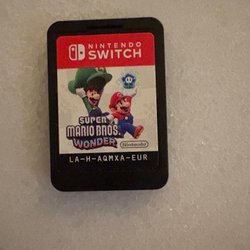 NINTENDO
SWITCH
SUPER
MARIO BROS.
WONDER
Nintendo
LA-H-AQMXA-EUR